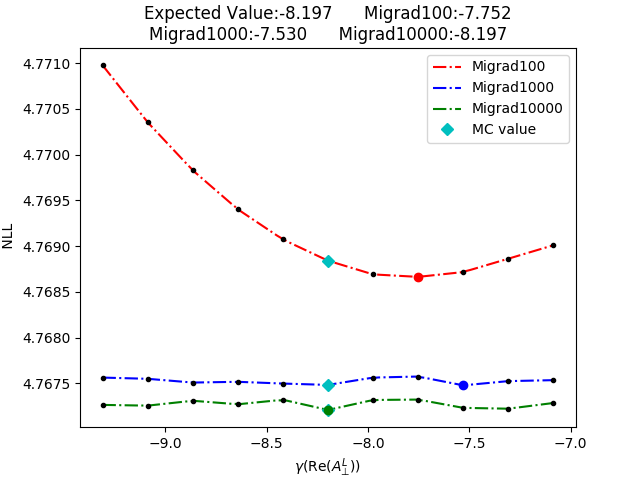 Expected Value:-8.197 Migrad100:-7.752
Migrad1000:-7.530 Migrad10000:-8.197
4.7710
4.7705
4.7700
4.7695
4.7690
4.7685
4.7680
4.7675
NLL
Migrad100
Migrad1000
Migrad10000
MC value
−9.0 −8.5 −8.0 −7.5 −7.0
γ(Re(A_⊥^L))